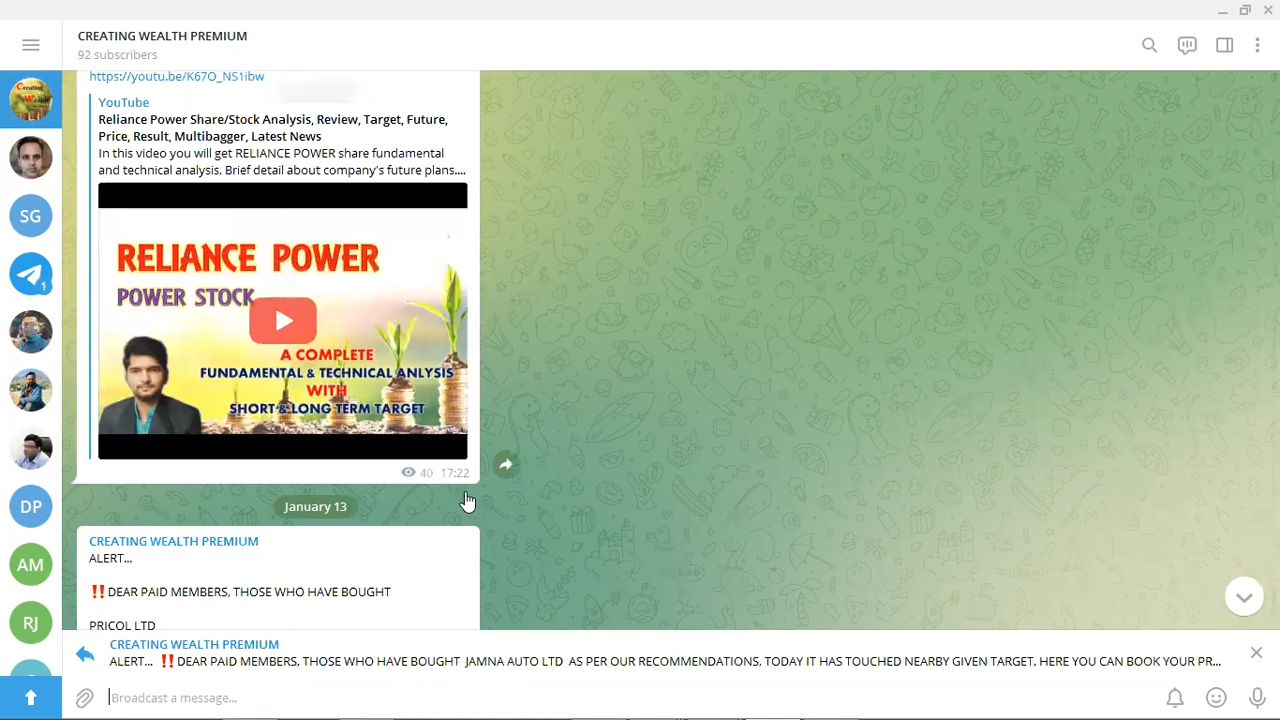 CREATING WEALTH PREMIUM
92 subscribers
https://youtu.be/K67O_NS1ibw
YouTube
Reliance Power Share/Stock Analysis, Review, Target, Future,
Price, Result, Multibagger, Latest News
In this video you will get RELIANCE POWER share fundamental
and technical analysis, Brief detail about company's future plans....
RELIANCE POWER
POWER STOCK
A COMPLETE
FUNDAMENTAL & TECHNICAL ANLYSIS
WITH
SHORT & LONG TERM TARGET
40 17:22
January 13
CREATING WEALTH PREMIUM
ALERT...
‼️DEAR PAID MEMBERS, THOSE WHO HAVE BOUGHT
PRICOL LTD
CREATING WEALTH PREMIUM
ALERT... ‼️DEAR PAID MEMBERS, THOSE WHO HAVE BOUGHT JAMNA AUTO LTD AS PER OUR RECOMMENDATIONS, TODAY IT HAS TOUCHED NEARBY GIVEN TARGET, HERE YOU CAN BOOK YOUR PR...
Broadcast a message...
Creating
Wealth
SG
1
DP
AM
RJ